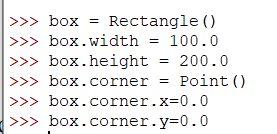 >>> box = Rectangle()
>>> box.width = 100.0
>>> box.height = 200.0
>>> box.corner = Point()
>>> box.corner.x=0.0
>>> box.corner.y=0.0